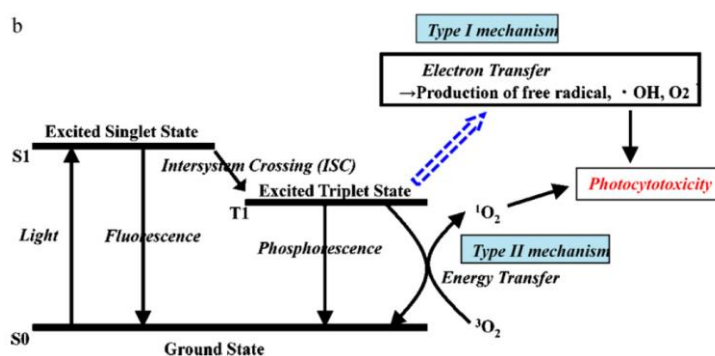 b
Type I mechanism
Electron Transfer
→Production of free radical, ・OH, O2
Excited Singlet State
S1
Intersystem Crossing (ISC)
Excited Triplet State
T1
Photocytotoxicity
¹O₂
Light
Fluorescence
Phosphorescence
Type II mechanism
Energy Transfer
³O₂
S0
Ground State